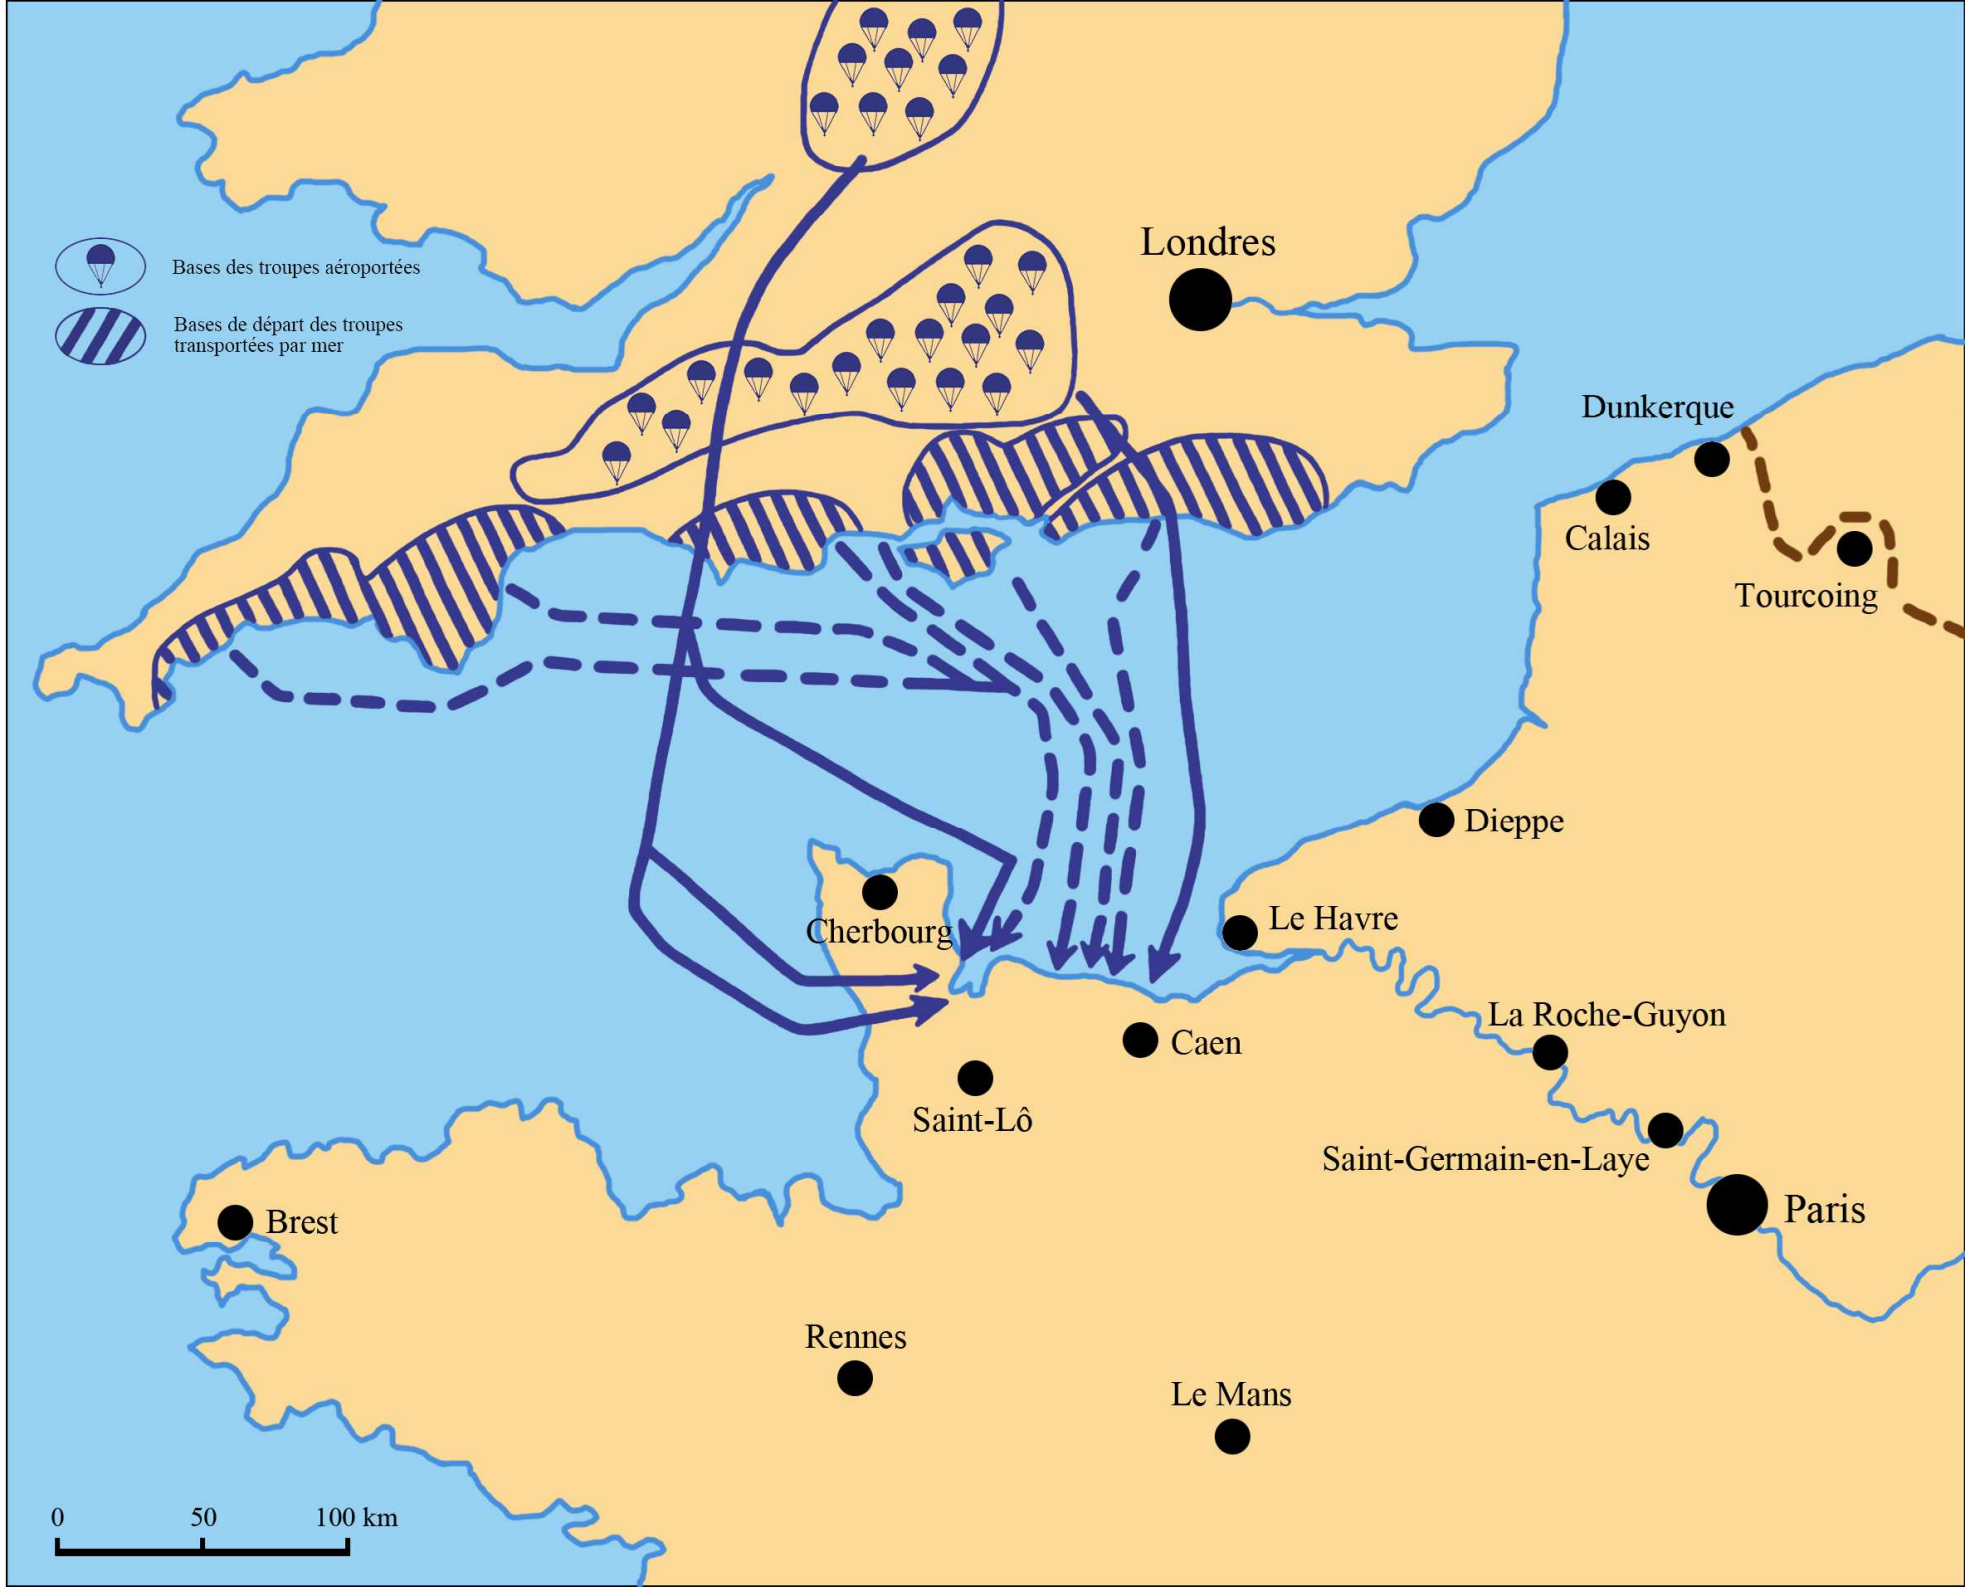 Londres
Bases des troupes aéroportées
Bases de départ des troupes
transportées par mer
Dunkerque
Calais
Tourcoing
Dieppe
Cherbourg
Le Havre
La Roche-Guyon
Caen
Saint-Lô
Saint-Germain-en-Laye
Paris
Brest
Rennes
Le Mans
0 50 100 km